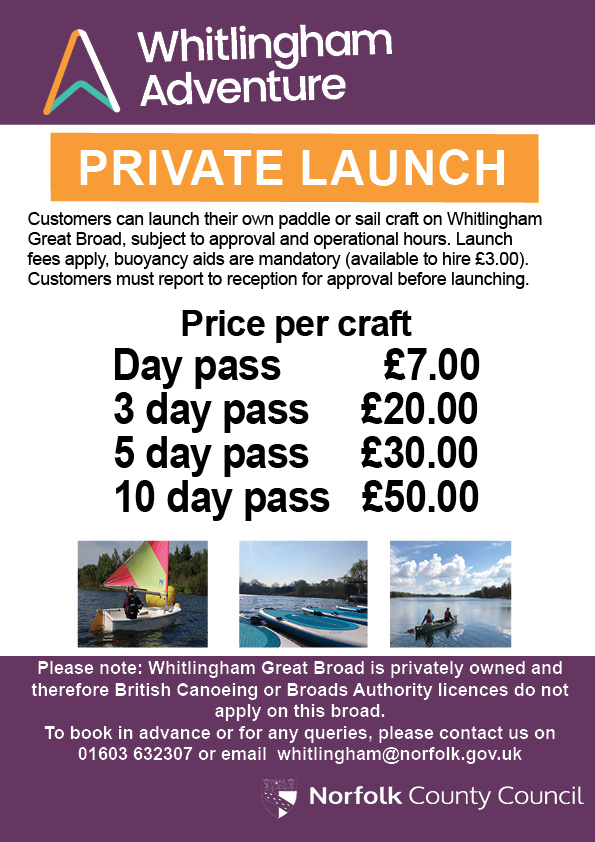 Whitlingham
Adventure
PRIVATE LAUNCH
Customers can launch their own paddle or sail craft on Whitlingham
Great Broad, subject to approval and operational hours. Launch
fees apply, buoyancy aids are mandatory (available to hire £3.00).
Customers must report to reception for approval before launching.
Price per craft
Day pass £7.00
3 day pass £20.00
5 day pass £30.00
10 day pass £50.00
Please note: Whitlingham Great Broad is privately owned and
therefore British Canoeing or Broads Authority licences do not
apply on this broad.
To book in advance or for any queries, please contact us on
01603 632307 or email whitlingham@norfolk.gov.uk
Norfolk County Council